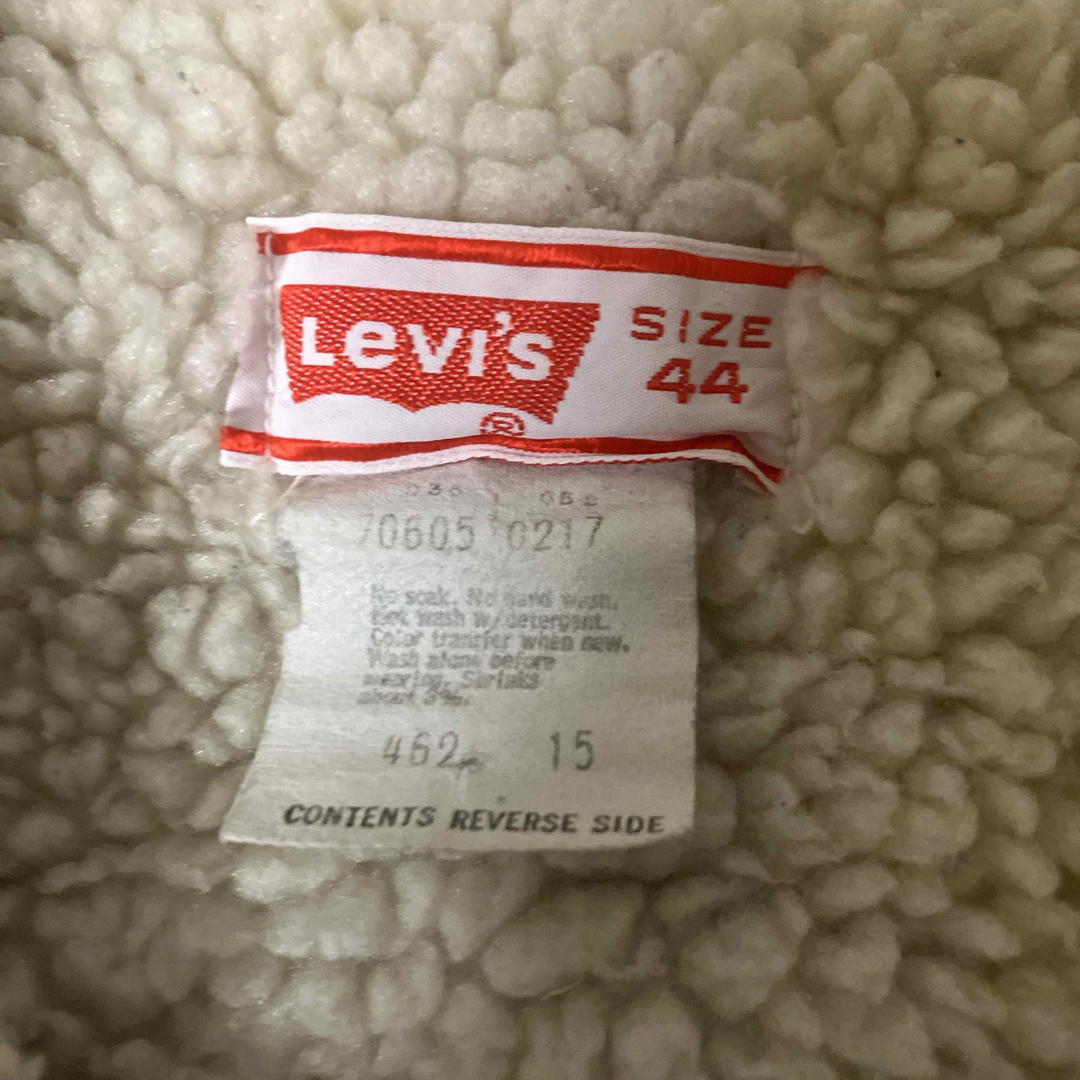 Levi's
®
SIZE
44
70605 0217
No soak. No hard wash.
wash w/detergent.
Color transfer when new.
Wash alone before
wearing. Shrinks
about 3%.
462 15
CONTENTS REVERSE SIDE